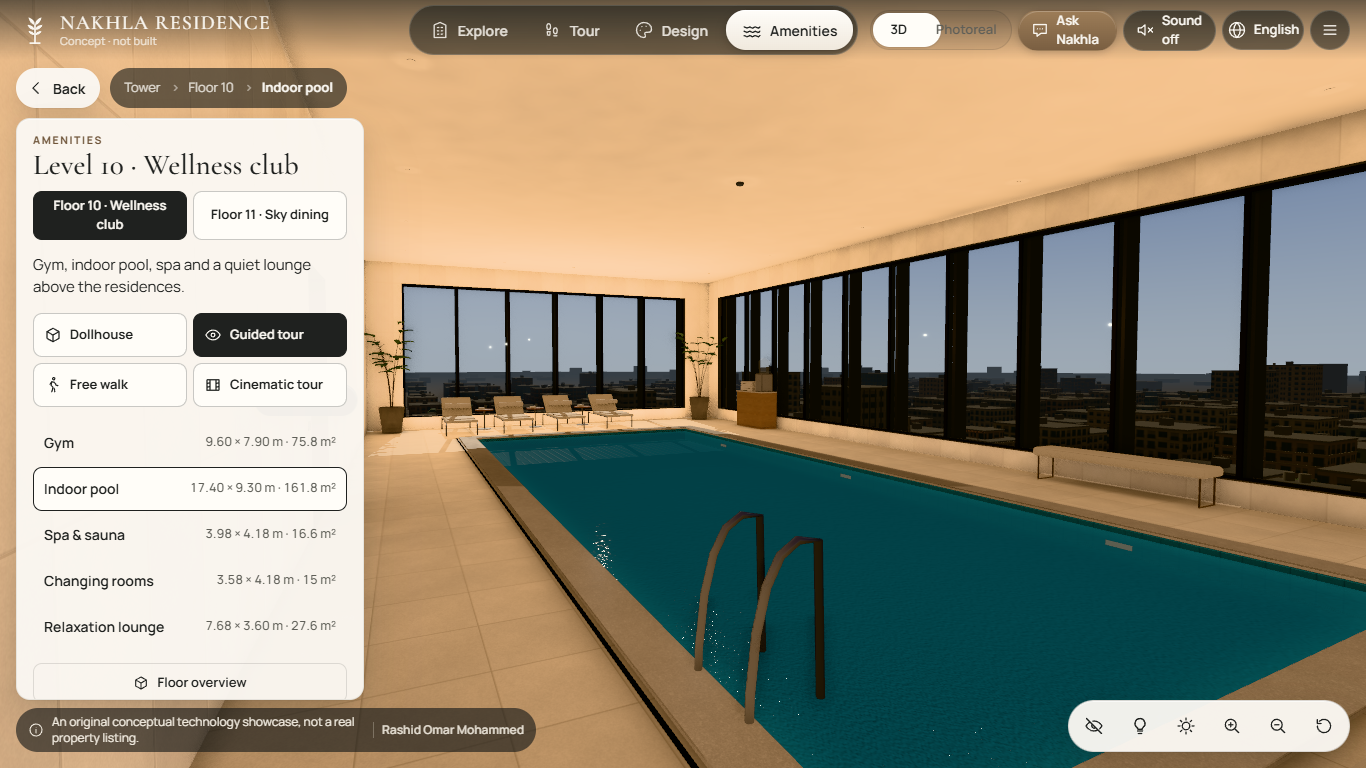 NAKHLA RESIDENCE
Concept · not built
Explore
Tour
Design
Amenities
3D
Photoreal
Ask
Nakhla
Sound
off
English
Back
Tower › Floor 10 › Indoor pool
AMENITIES
Level 10 · Wellness club
Floor 10 · Wellness
club
Floor 11 · Sky dining
Gym, indoor pool, spa and a quiet lounge
above the residences.
Dollhouse
Guided tour
Free walk
Cinematic tour
Gym 9.60 × 7.90 m · 75.8 m²
Indoor pool 17.40 × 9.30 m · 161.8 m²
Spa & sauna 3.98 × 4.18 m · 16.6 m²
Changing rooms 3.58 × 4.18 m · 15 m²
Relaxation lounge 7.68 × 3.60 m · 27.6 m²
Floor overview
An original conceptual technology showcase, not a real
property listing.
Rashid Omar Mohammed